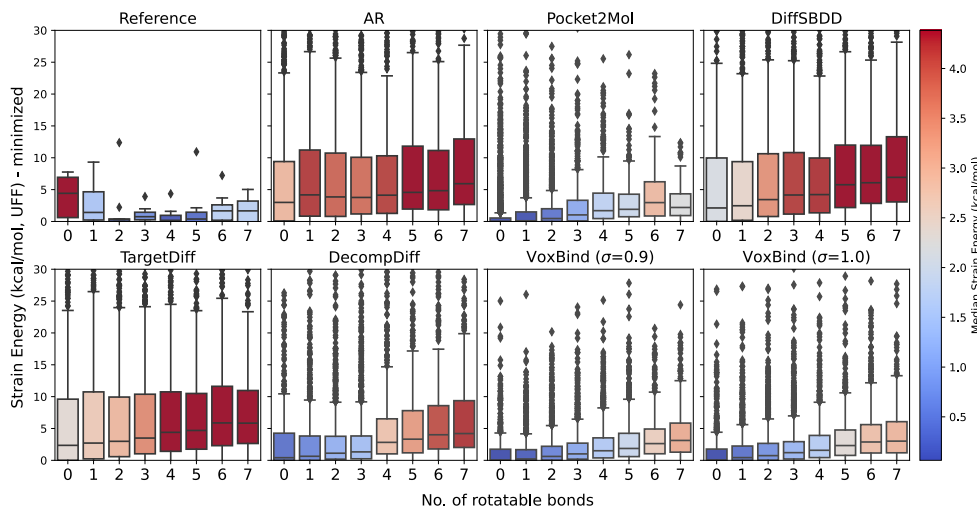 Reference AR Pocket2Mol DiffSBDD
30 25 20 15 10 5 0
0 1 2 3 4 5 6 7 0 1 2 3 4 5 6 7 0 1 2 3 4 5 6 7 0 1 2 3 4 5 6 7
TargetDiff DecompDiff VoxBind (σ=0.9) VoxBind (σ=1.0)
30 25 20 15 10 5 0
0 1 2 3 4 5 6 7 0 1 2 3 4 5 6 7 0 1 2 3 4 5 6 7 0 1 2 3 4 5 6 7
Strain Energy (kcal/mol, UFF) - minimized
No. of rotatable bonds
4.0
3.5
3.0
2.5
2.0
1.5
1.0
0.5
Median Strain Energy (kcal/mol)